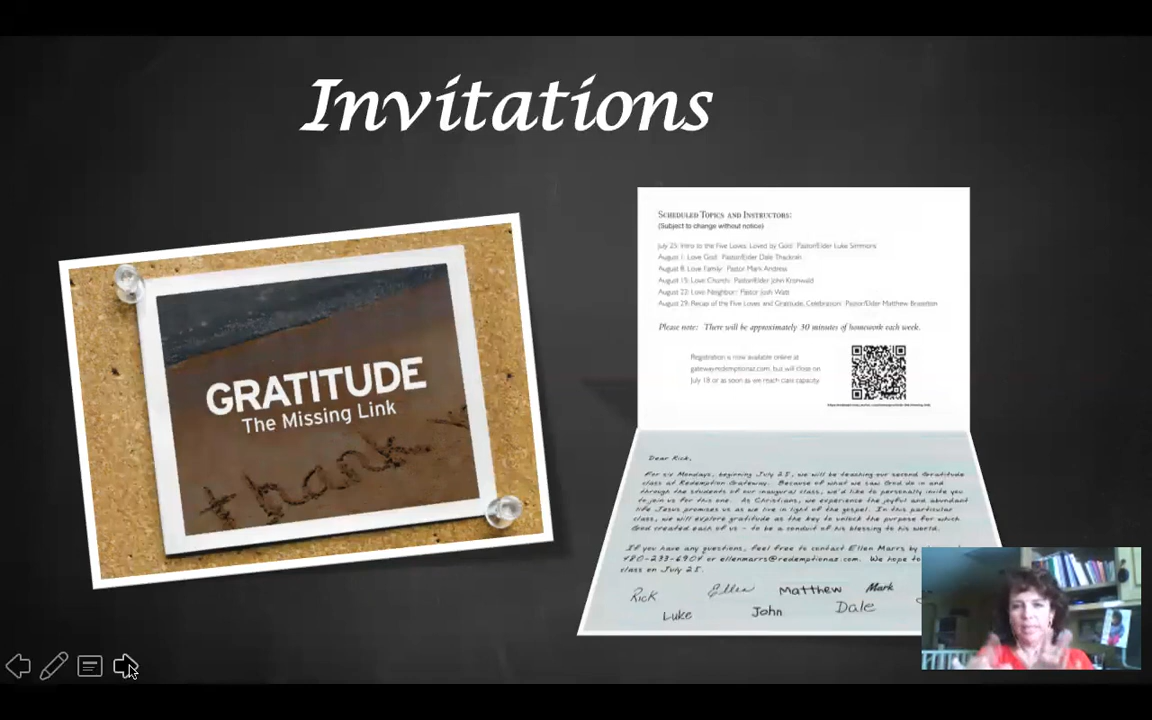 Invitations
GRATITUDE
The Missing Link
thank
SCHEDULED TOPICS AND INSTRUCTORS:
(Subject to change without notice)
July 25: Intro to the Five Loves: Loved by God! Pastor/Elder Luke Simmons
August 1: Love God: Pastor/Elder Dale Thackrah
August 8: Love Family: Pastor Mark Andreas
August 15: Love Church: Pastor/Elder John Kronwald
August 22: Love Neighbor: Pastor Josh Watt
August 29: Recap of the Five Loves and Gratitude, Celebration: Pastor/Elder Matthew Braselton
Please note: There will be approximately 30 minutes of homework each week.
Registration is now available online at
gatewayredemptionaz.com, but will close on
July 18 or as soon as we reach class capacity.
Dear Rick,
For six Mondays, beginning July 25, we will be teaching our second Gratitude
class at Redemption Gateway. Because of what we saw God do in and
through the students of our inaugural class, we'd like to personally invite you
to join us for this one. As Christians, we experience the joyful and abundant
life Jesus promises us as we live in light of the gospel. In this particular
class, we will explore gratitude as the key to unlock the purpose for which
God created each of us - to be a conduit of his blessing to his world.
If you have any questions, feel free to contact Ellen Marrs by
480-233-6909 or ellenmarrs@redemptionaz.com. We hope to
class on July 25.
Rick Ellen Matthew Mark
Luke John Dale